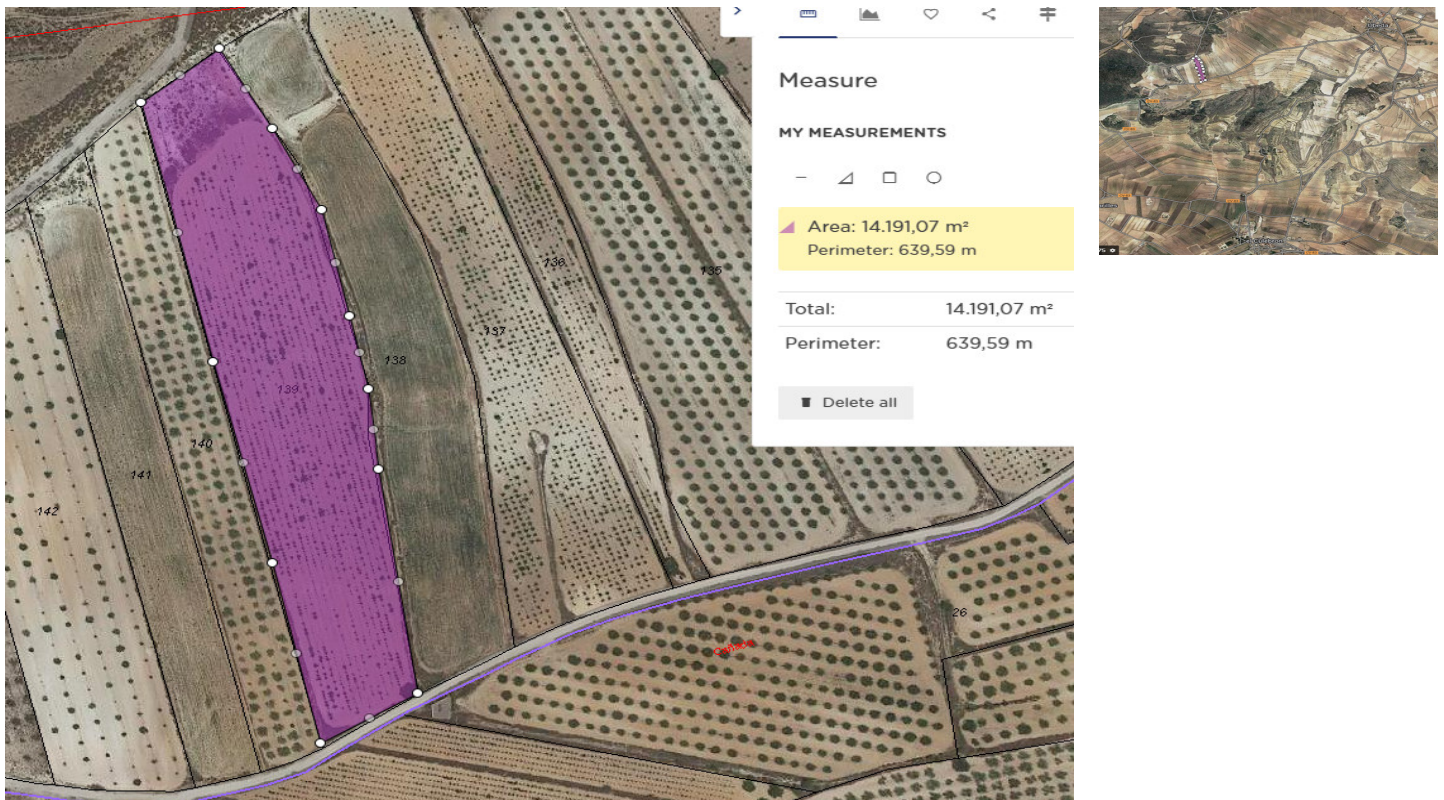 Measure
MY MEASUREMENTS
Area: 14.191,07 m²
Perimeter: 639,59 m
Total: 14.191,07 m²
Perimeter: 639,59 m
Delete all
135
136
137
138
139
140
141
142
26